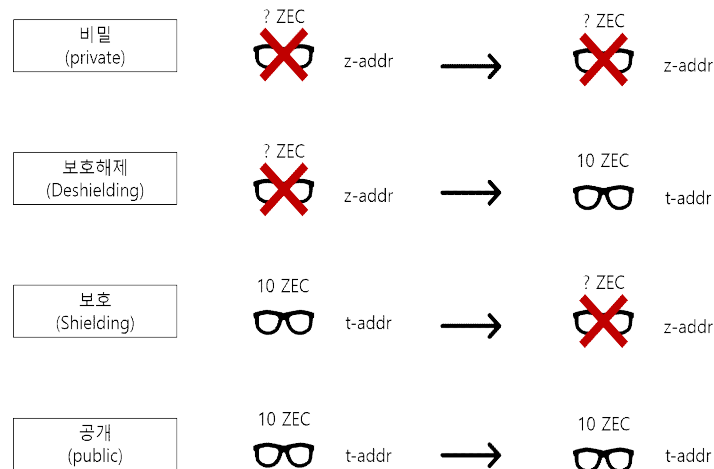 비밀
(private)
? ZEC
z-addr
? ZEC
z-addr
보호해제
(Deshielding)
? ZEC
z-addr
10 ZEC
t-addr
보호
(Shielding)
10 ZEC
t-addr
? ZEC
z-addr
공개
(public)
10 ZEC
t-addr
10 ZEC
t-addr